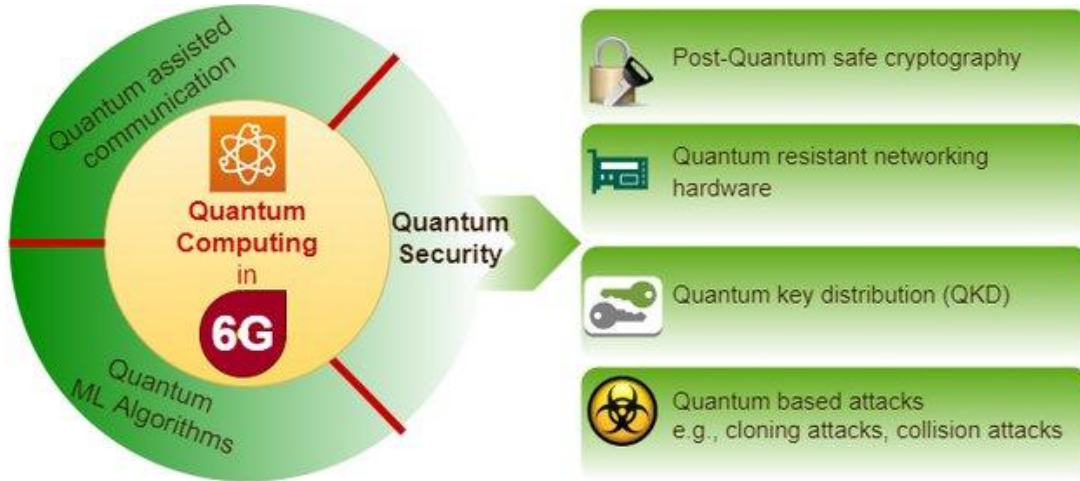 Quantum assisted
communication
Quantum
Computing
in
6G
Quantum
ML Algorithms
Quantum
Security
Post-Quantum safe cryptography
Quantum resistant networking
hardware
Quantum key distribution (QKD)
Quantum based attacks
e.g., cloning attacks, collision attacks